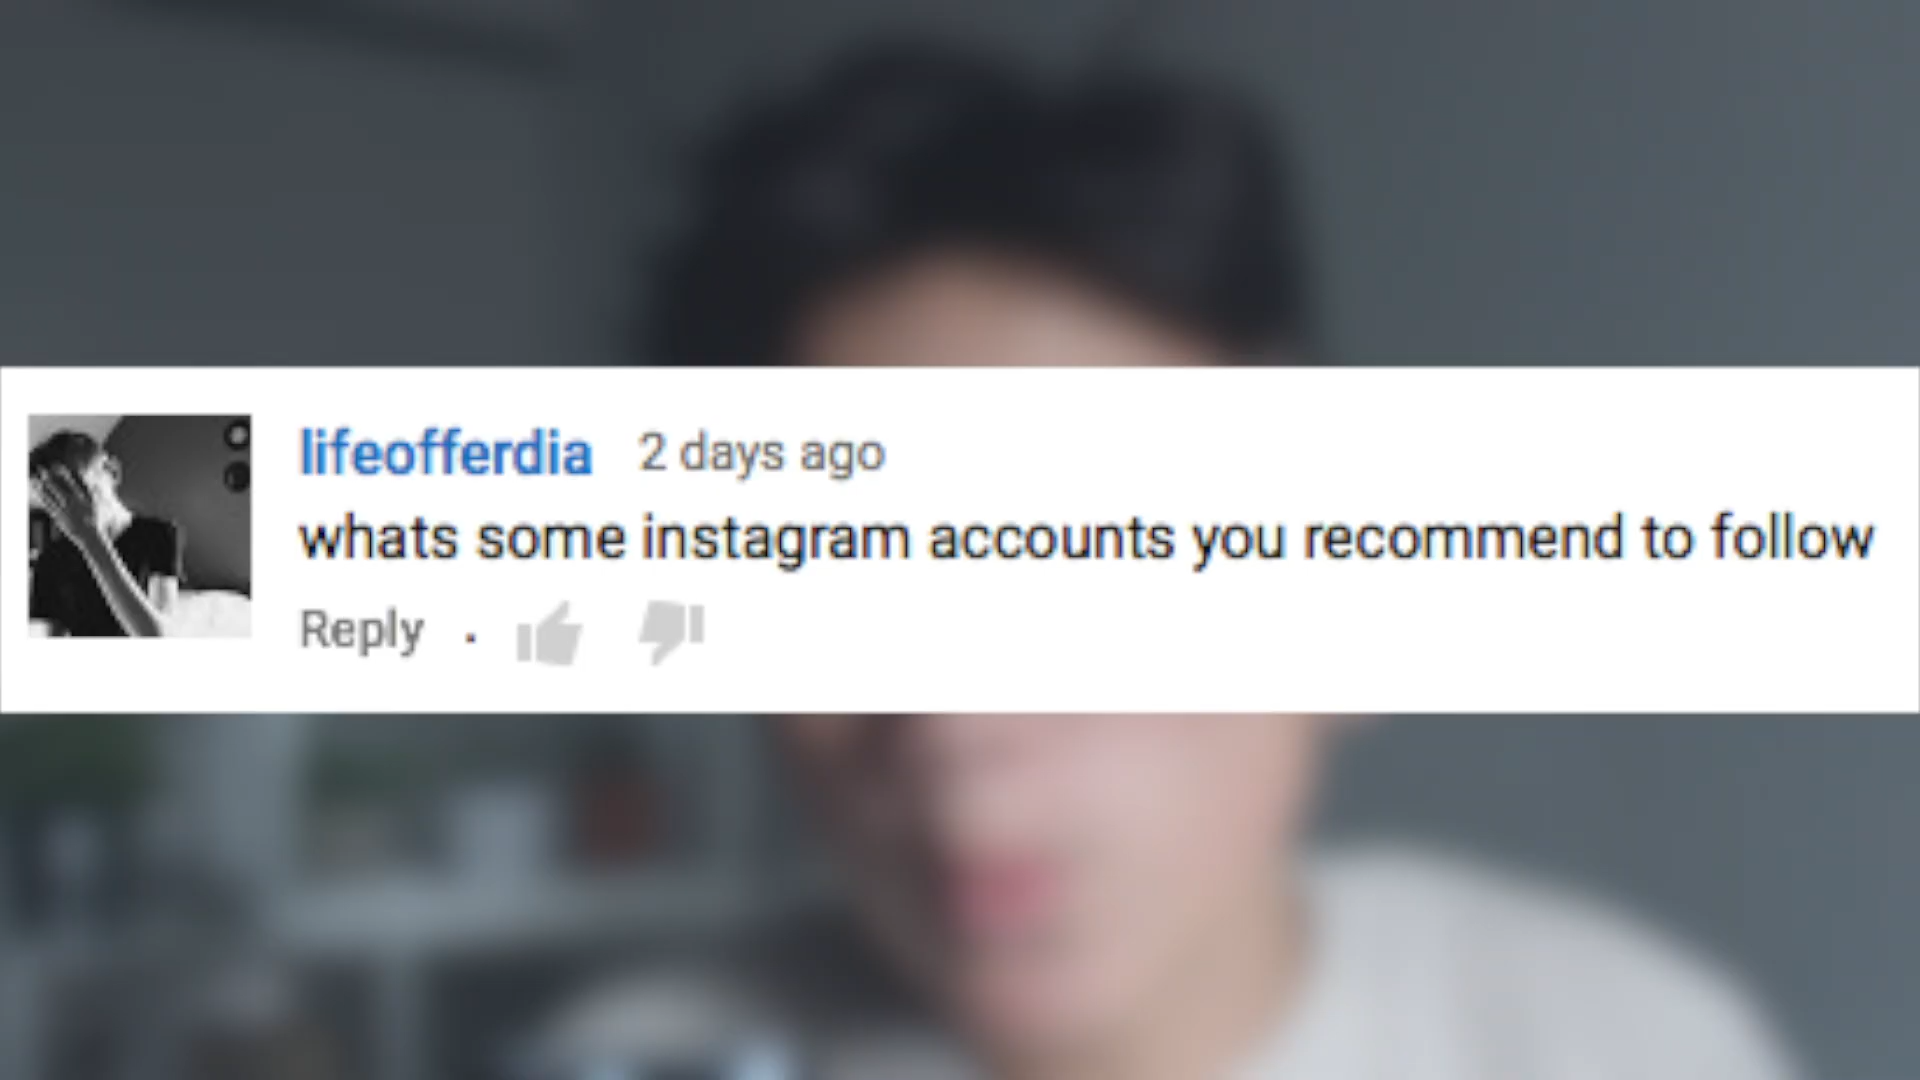 lifeofferdia 2 days ago
whats some instagram accounts you recommend to follow
Reply .